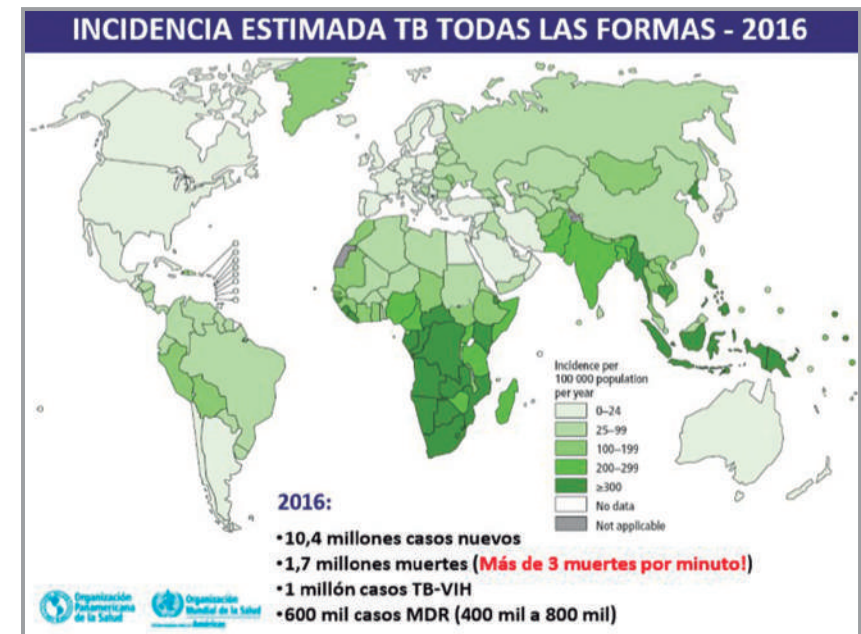 INCIDENCIA ESTIMADA TB TODAS LAS FORMAS - 2016
Incidence per
100 000 population
per year
0–24
25–99
100–199
200–299
≥300
No data
Not applicable
2016:
•10,4 millones casos nuevos
•1,7 millones muertes (Más de 3 muertes por minuto!)
•1 millón casos TB-VIH
•600 mil casos MDR (400 mil a 800 mil)
Organización
Panamericana
de la Salud
Organización
Mundial de la Salud
Américas